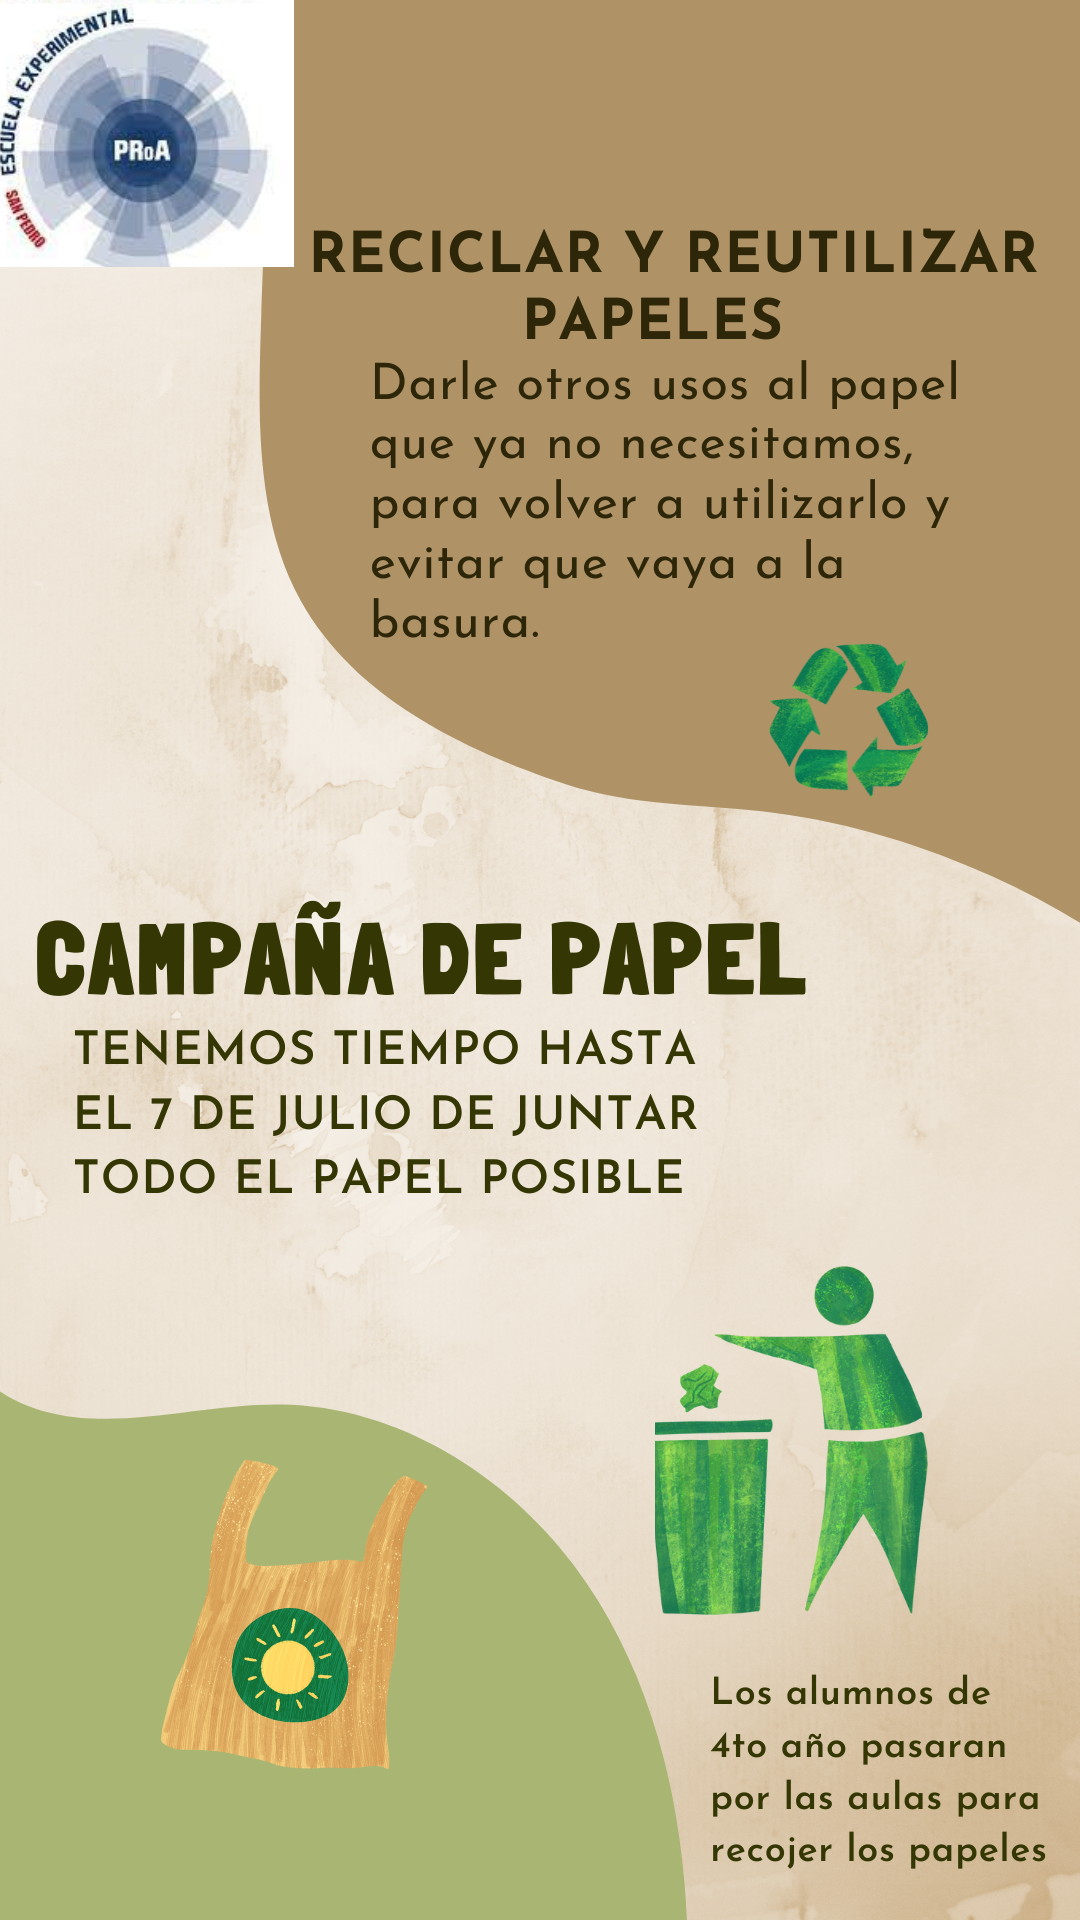 ESCUELA EXPERIMENTAL
PRoA
SAN PEDRO
RECICLAR Y REUTILIZAR
PAPELES
Darle otros usos al papel
que ya no necesitamos,
para volver a utilizarlo y
evitar que vaya a la
basura.
CAMPAÑA DE PAPEL
TENEMOS TIEMPO HASTA
EL 7 DE JULIO DE JUNTAR
TODO EL PAPEL POSIBLE
Los alumnos de
4to año pasaran
por las aulas para
recojer los papeles